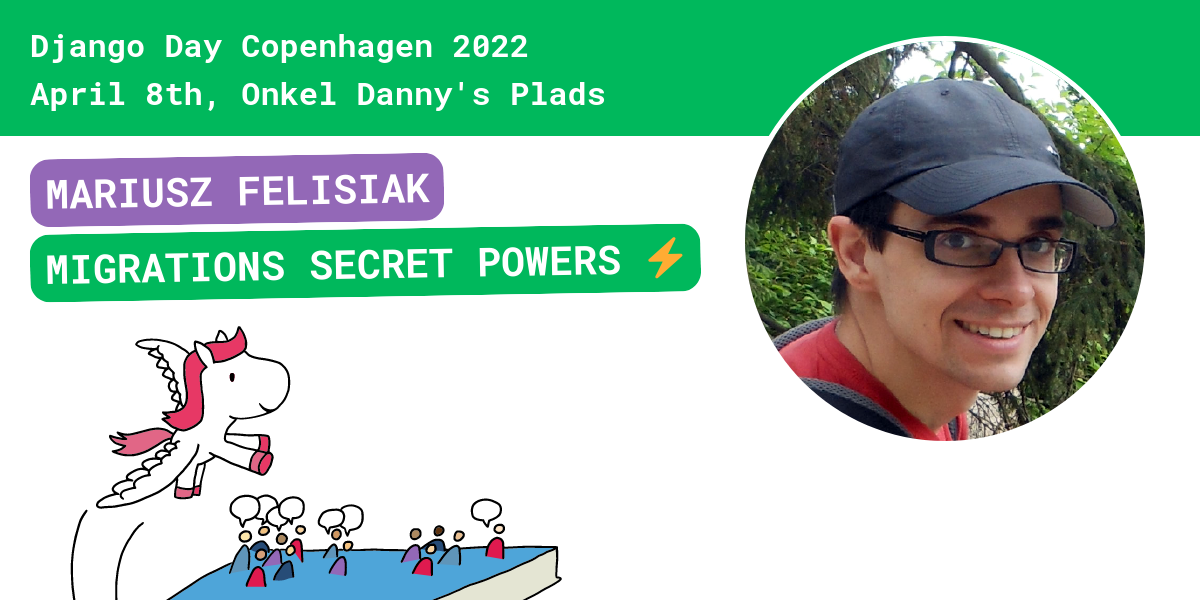 Django Day Copenhagen 2022
April 8th, Onkel Danny's Plads
MARIUSZ FELISIAK
MIGRATIONS SECRET POWERS ⚡